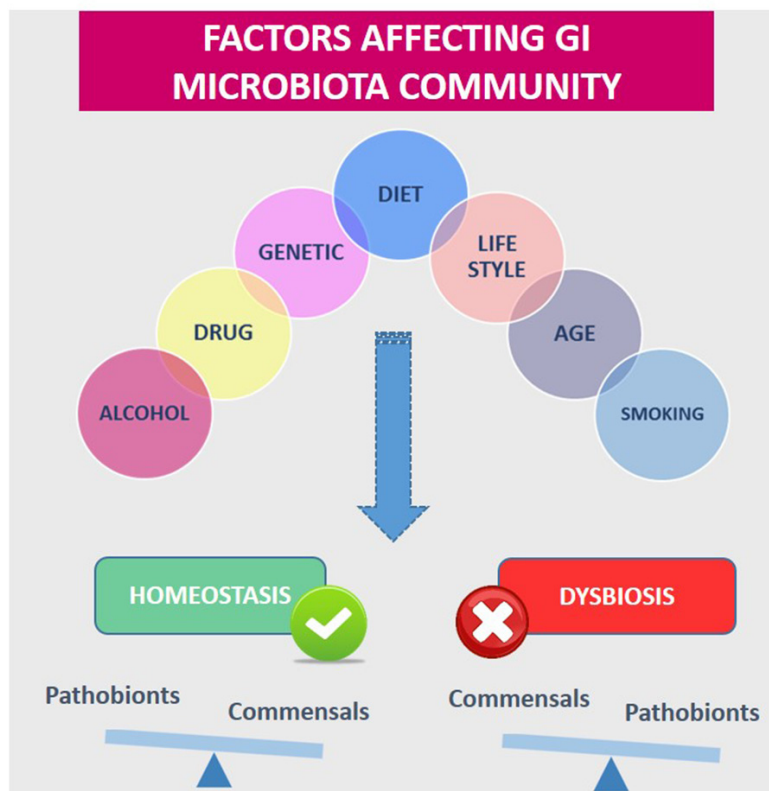 FACTORS AFFECTING GI
MICROBIOTA COMMUNITY
DIET
GENETIC
LIFE
STYLE
DRUG
AGE
ALCOHOL
SMOKING
HOMEOSTASIS
DYSBIOSIS
Pathobionts
Commensals
Commensals
Pathobionts